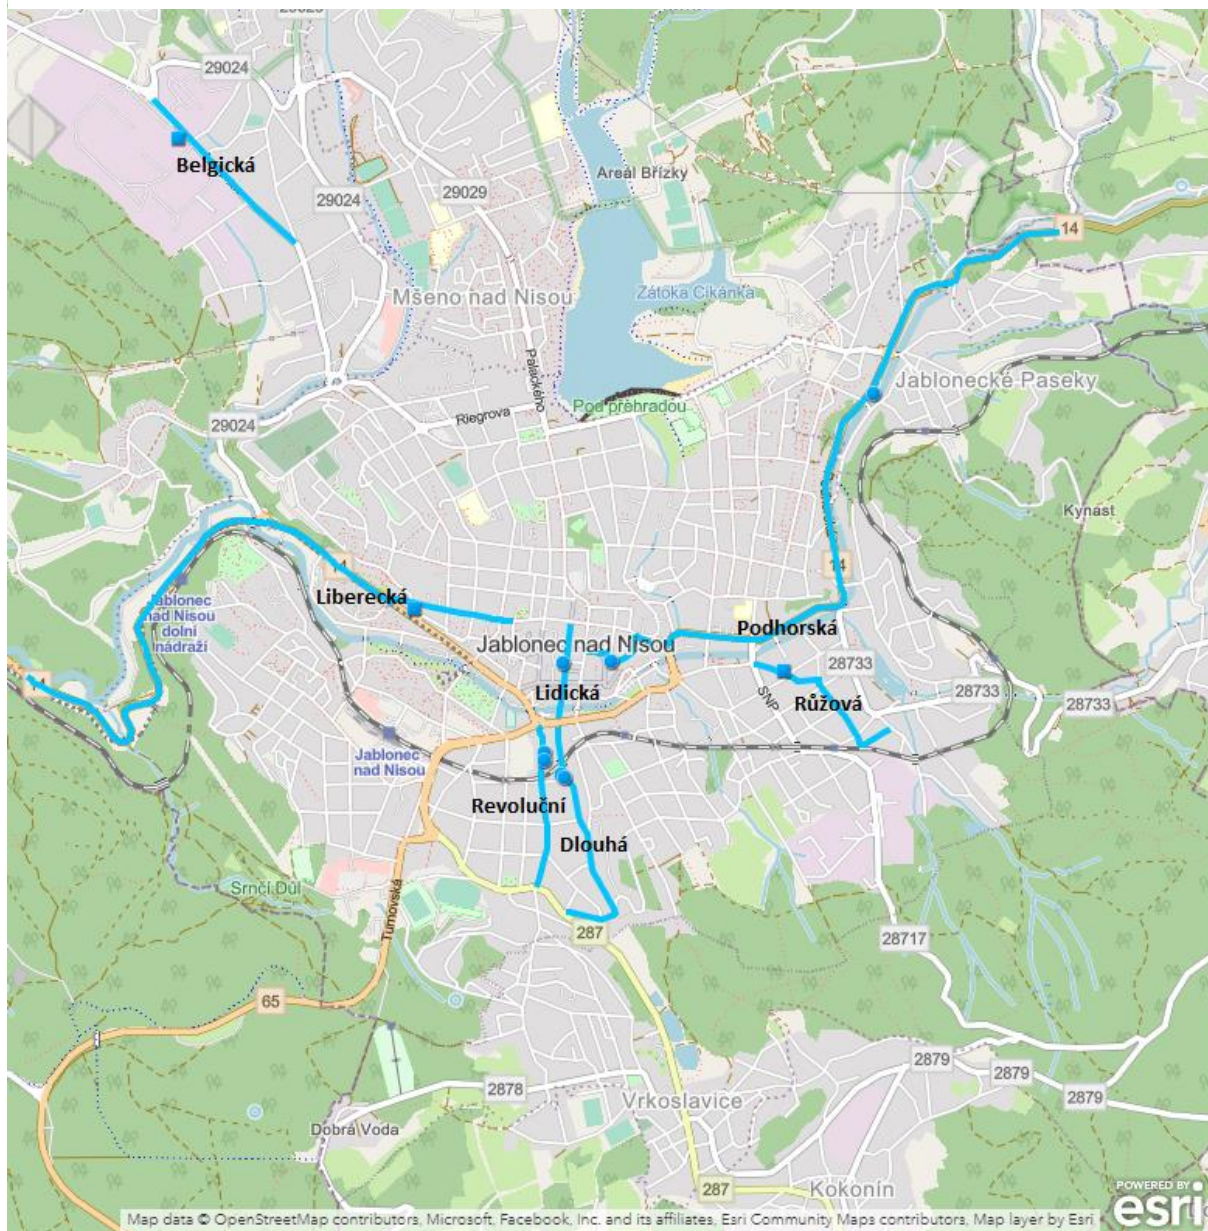 29024
Belgická
29024
29029
Areál Břízky
14
Mšeno nad Nisou
Zátoka Cikánka
Palackého
Jablonecké Paseky
Pod přehradou
Riegrova
29024
Kynast
14
14
Liberecká
Jablonec
nad Nisou
dolní
nádraží
Podhorská
Jablonec nad Nisou
28733
14
Lidická
SNP
Růžová
28733
28733
Jablonec
nad Nisou
Revoluční
Dlouhá
Srnčí Důl
Turnovská
287
28717
65
2879
2879
2878
2879
Vrkoslavice
Dobrá Voda
287
Kokonín
POWERED BY
esri
Map data © OpenStreetMap contributors, Microsoft, Facebook, Inc. and its affiliates, Esri Community Maps contributors, Map layer by Esri